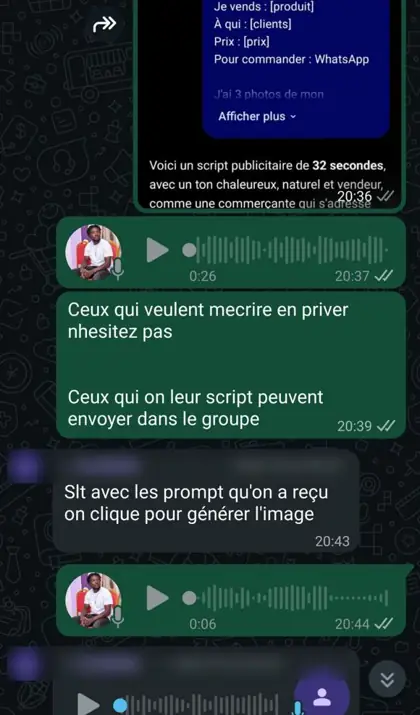 Je vends : [produit]
À qui : [clients]
Prix : [prix]
Pour commander : WhatsApp
J'ai 3 photos de mon
Afficher plus
Voici un script publicitaire de 32 secondes,
avec un ton chaleureux, naturel et vendeur,
comme une commerçante qui s'adresse
20:36
0:26
20:37
Ceux qui veulent mecrire en priver
nhesitez pas
Ceux qui on leur script peuvent
envoyer dans le groupe
20:39
Slt avec les prompt qu'on a reçu
on clique pour générer l'image
20:43
0:06
20:44